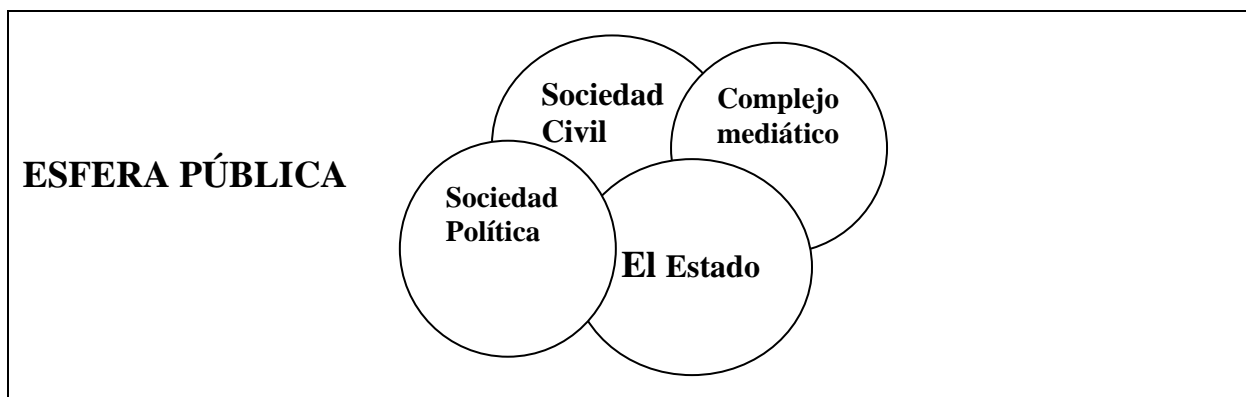 ESFERA PÚBLICA
Sociedad
Civil
Complejo
mediático
Sociedad
Política
El Estado